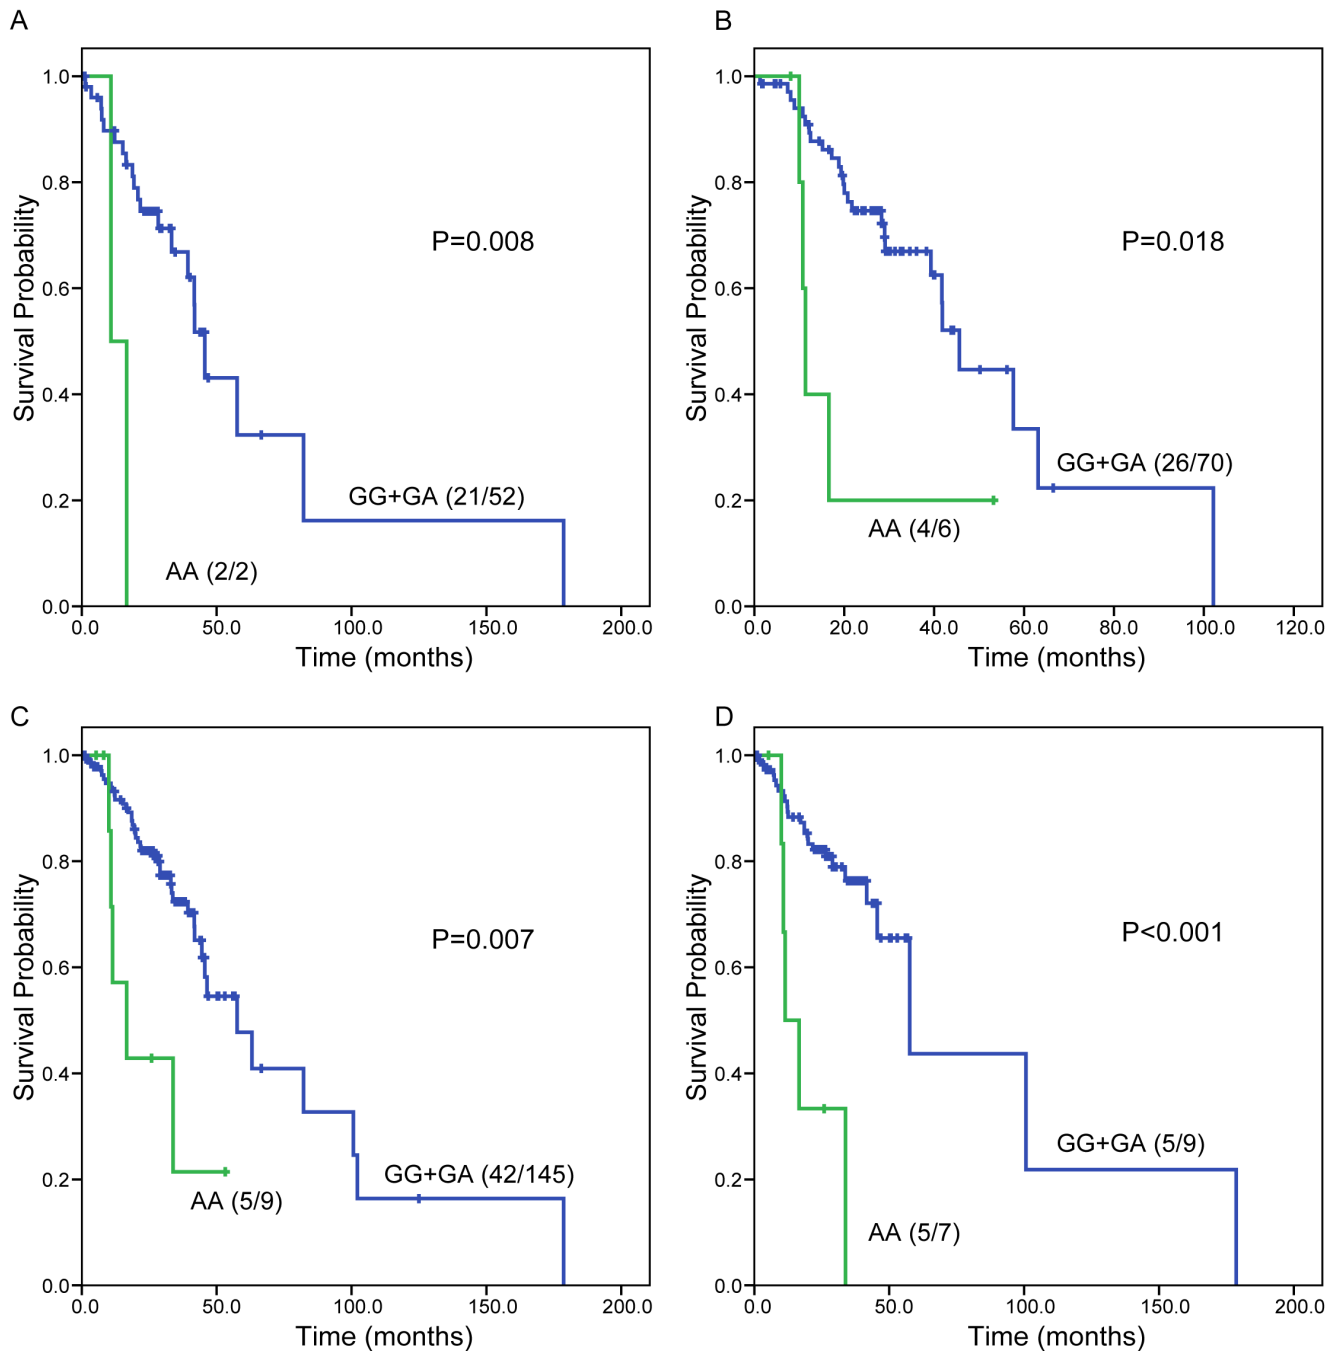 A
1.0
0.8
0.6
0.4
0.2
0.0
Survival Probability
P=0.008
GG+GA (21/52)
AA (2/2)
0.0 50.0 100.0 150.0 200.0
Time (months)
B
1.0
0.8
0.6
0.4
0.2
0.0
Survival Probability
P=0.018
GG+GA (26/70)
AA (4/6)
0.0 20.0 40.0 60.0 80.0 100.0 120.0
Time (months)
C
1.0
0.8
0.6
0.4
0.2
0.0
Survival Probability
P=0.007
GG+GA (42/145)
AA (5/9)
0.0 50.0 100.0 150.0 200.0
Time (months)
D
1.0
0.8
0.6
0.4
0.2
0.0
Survival Probability
P<0.001
GG+GA (5/9)
AA (5/7)
0.0 50.0 100.0 150.0 200.0
Time (months)